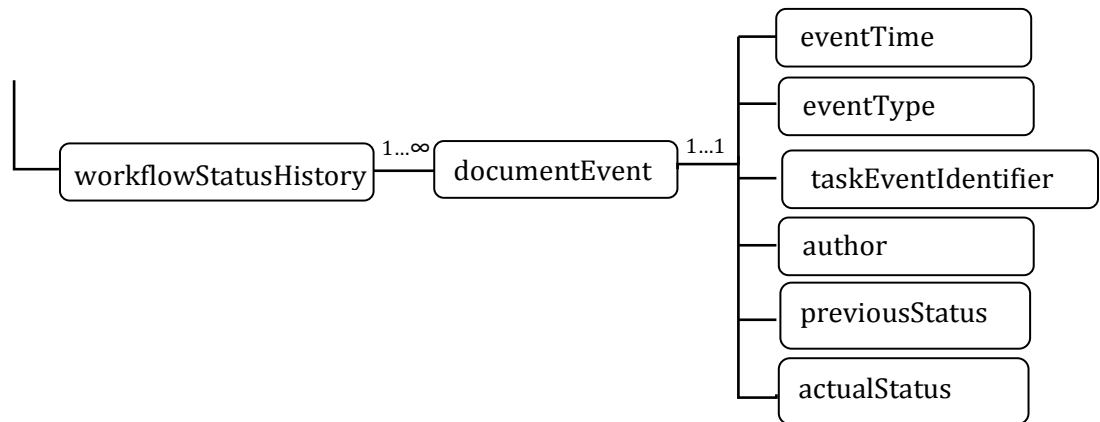 eventTime
eventType
1...∞
1...1
workflowStatusHistory
documentEvent
taskEventIdentifier
author
previousStatus
actualStatus